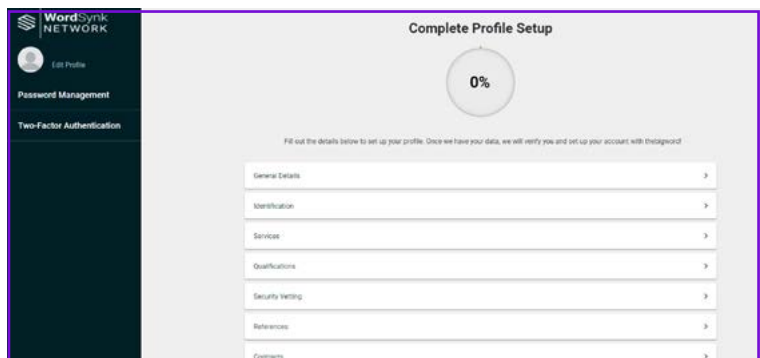 WordSynk
NETWORK
Edit Profile
Password Management
Two-Factor Authentication
Complete Profile Setup
0%
Fill out the details below to set up your profile. Once we have your data, we will verify you and set up your account with thebigword!
General Details
Identification
Services
Qualifications
Security Vetting
References
Contracts